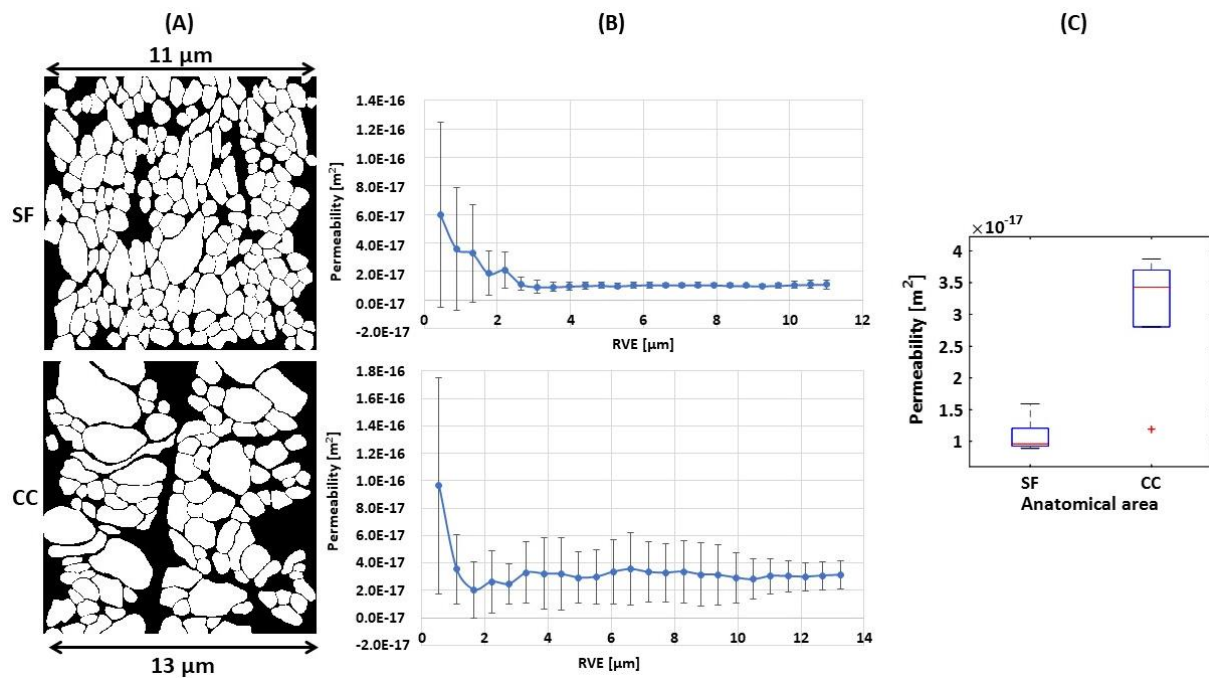 (A)
(B)
(C)
11 µm
SF
CC
13 µm
1.4E-16
1.2E-16
1.0E-16
8.0E-17
6.0E-17
4.0E-17
2.0E-17
0.0E-17
-2.0E-17
Permeability [m²]
0 2 4 6 8 10 12
RVE [µm]
1.8E-16
1.6E-16
1.4E-16
1.2E-16
1.0E-16
8.0E-17
6.0E-17
4.0E-17
2.0E-17
0.0E-17
-2.0E-17
Permeability [m²]
0 2 4 6 8 10 12 14
RVE [µm]
×10⁻¹⁷
4
3.5
3
2.5
2
1.5
1
Permeability [m²]
SF CC
Anatomical area